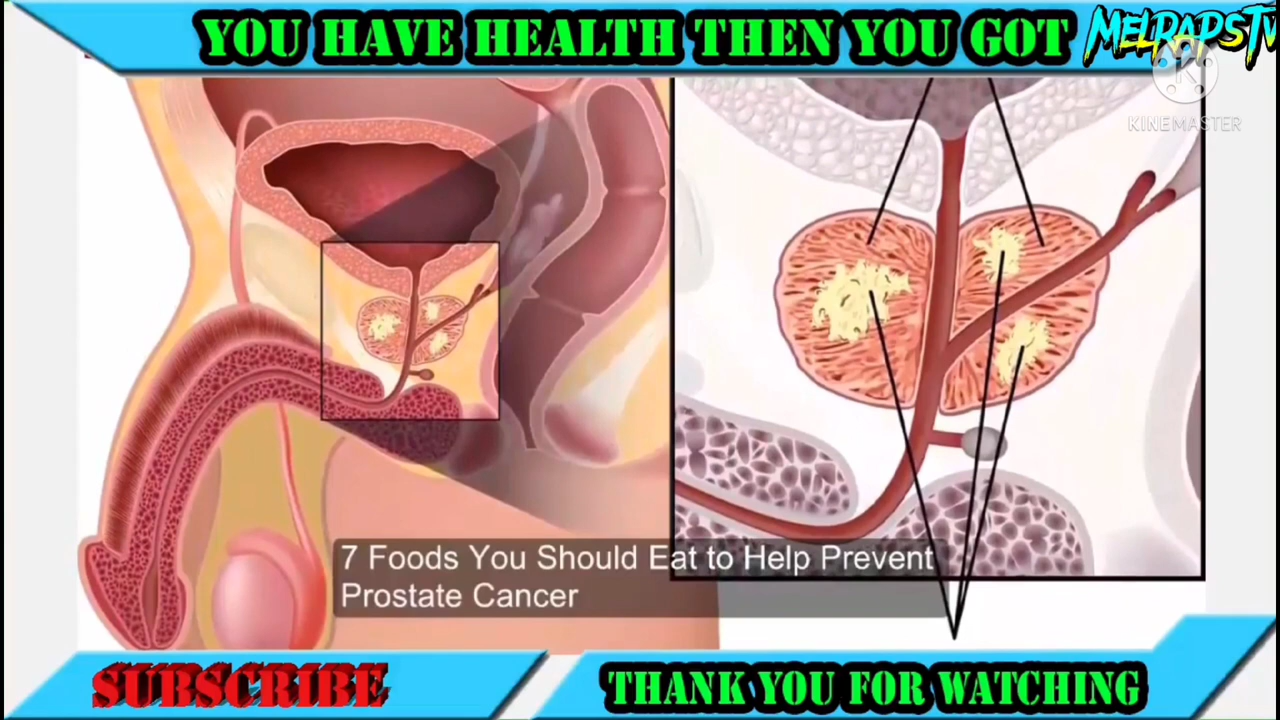 YOU HAVE HEALTH THEN YOU GOT
MELRAPSTV
KINEMASTER
7 Foods You Should Eat to Help Prevent
Prostate Cancer
SUBSCRIBE
THANK YOU FOR WATCHING